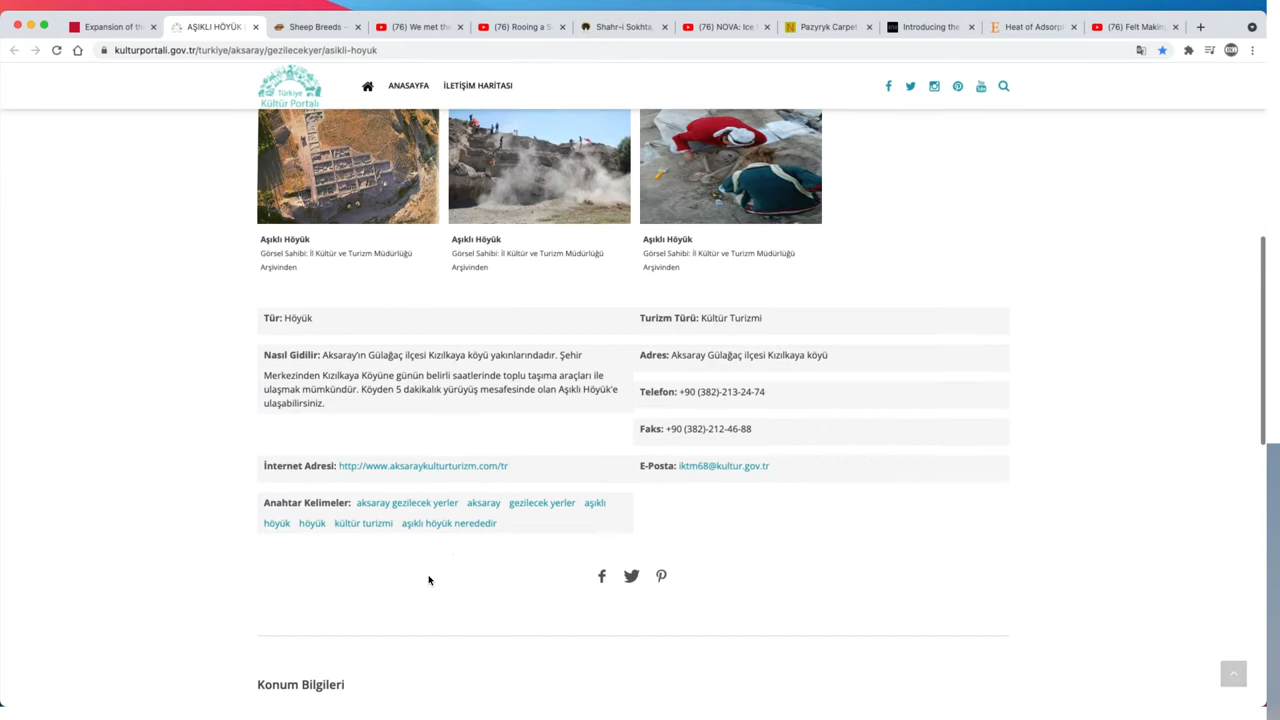 Expansion of the
AŞIKLI HÖYÜK
Sheep Breeds –
(76) We met the
(76) Rooing a S
Shahr-i Sokhta,
(76) NOVA: Ice
Pazyryk Carpet
Introducing the
Heat of Adsorp
(76) Felt Making
kulturportali.gov.tr/turkiye/aksaray/gezilecekyer/asikli-hoyuk
Türkiye
Kültür Portalı
ANASAYFA İLETİŞİM HARİTASI
Aşıklı Höyük
Görsel Sahibi: İl Kültür ve Turizm Müdürlüğü
Arşivinden
Aşıklı Höyük
Görsel Sahibi: İl Kültür ve Turizm Müdürlüğü
Arşivinden
Aşıklı Höyük
Görsel Sahibi: İl Kültür ve Turizm Müdürlüğü
Arşivinden
Tür: Höyük
Turizm Türü: Kültür Turizmi
Nasıl Gidilir: Aksaray'ın Gülağaç ilçesi Kızılkaya köyü yakınlarındadır. Şehir
Merkezinden Kızılkaya Köyüne günün belirli saatlerinde toplu taşıma araçları ile
ulaşmak mümkündür. Köyden 5 dakikalık yürüyüş mesafesinde olan Aşıklı Höyük'e
ulaşabilirsiniz.
Adres: Aksaray Gülağaç ilçesi Kızılkaya köyü
Telefon: +90 (382)-213-24-74
Faks: +90 (382)-212-46-88
İnternet Adresi: http://www.aksaraykulturturizm.com/tr
E-Posta: iktm68@kultur.gov.tr
Anahtar Kelimeler: aksaray gezilecek yerler aksaray gezilecek yerler aşıklı
höyük höyük kültür turizmi aşıklı höyük neredetir
Konum Bilgileri